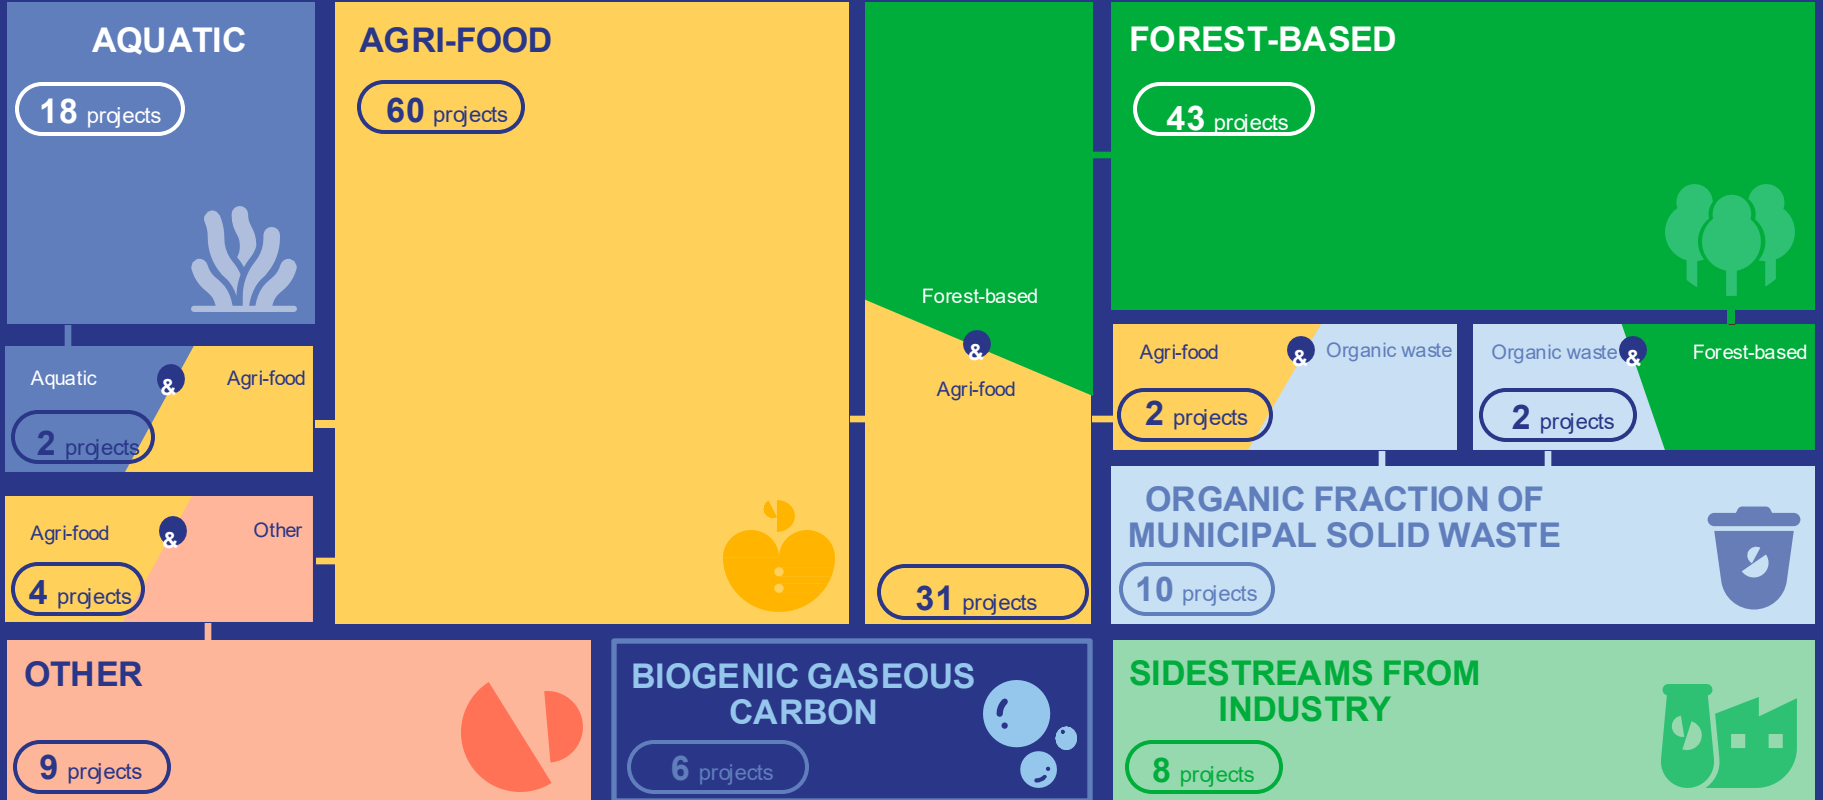 AQUATIC
18 projects
AGRI-FOOD
60 projects
FOREST-BASED
43 projects
Forest-based
&
Agri-food
31 projects
Aquatic & Agri-food
2 projects
Agri-food & Other
4 projects
Agri-food & Organic waste
2 projects
Organic waste & Forest-based
2 projects
ORGANIC FRACTION OF
MUNICIPAL SOLID WASTE
10 projects
OTHER
9 projects
BIOGENIC GASEOUS
CARBON
6 projects
SIDESTREAMS FROM
INDUSTRY
8 projects